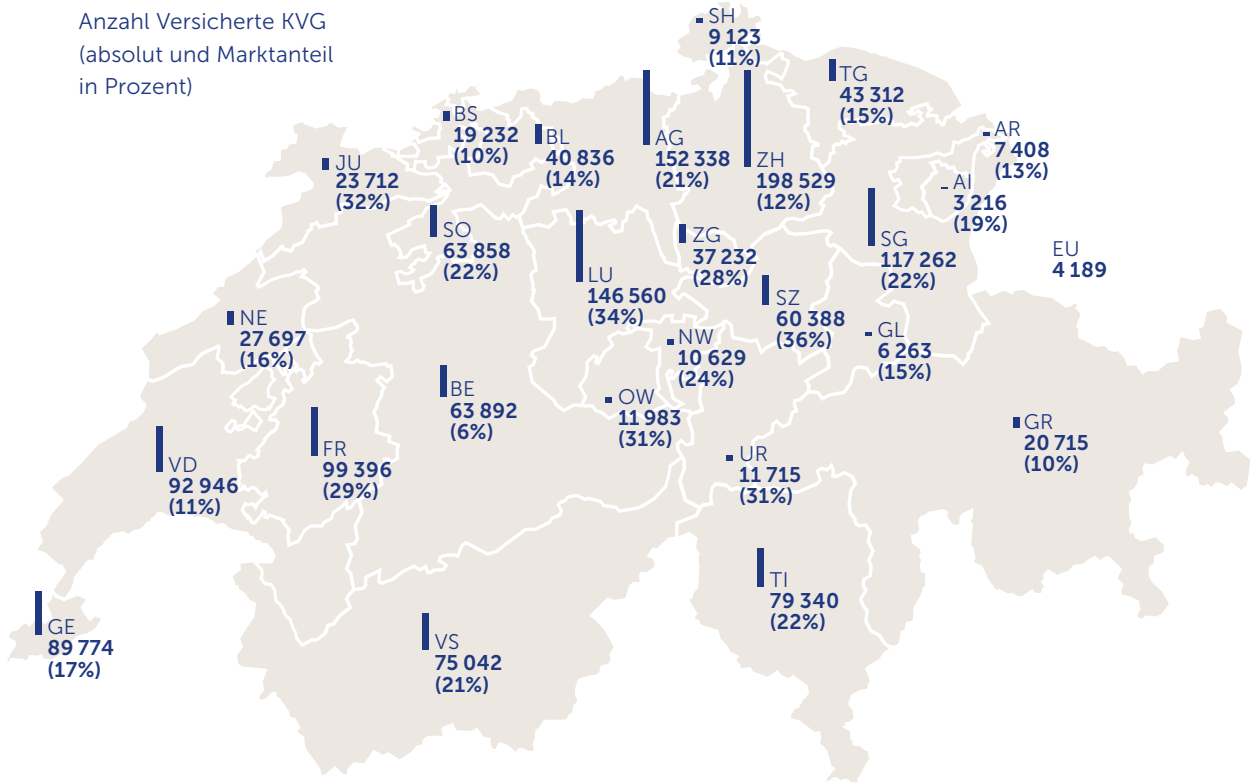 Anzahl Versicherte KVG
(absolut und Marktanteil
in Prozent)
SH
9 123
(11%)
TG
43 312
(15%)
BS
19 232
(10%)
BL
40 836
(14%)
AG
152 338
(21%)
ZH
198 529
(12%)
AR
7 408
(13%)
JU
23 712
(32%)
AI
3 216
(19%)
SO
63 858
(22%)
ZG
37 232
(28%)
SG
117 262
(22%)
EU
4 189
LU
146 560
(34%)
SZ
60 388
(36%)
NE
27 697
(16%)
NW
10 629
(24%)
GL
6 263
(15%)
BE
63 892
(6%)
OW
11 983
(31%)
GR
20 715
(10%)
FR
99 396
(29%)
VD
92 946
(11%)
UR
11 715
(31%)
TI
79 340
(22%)
GE
89 774
(17%)
VS
75 042
(21%)